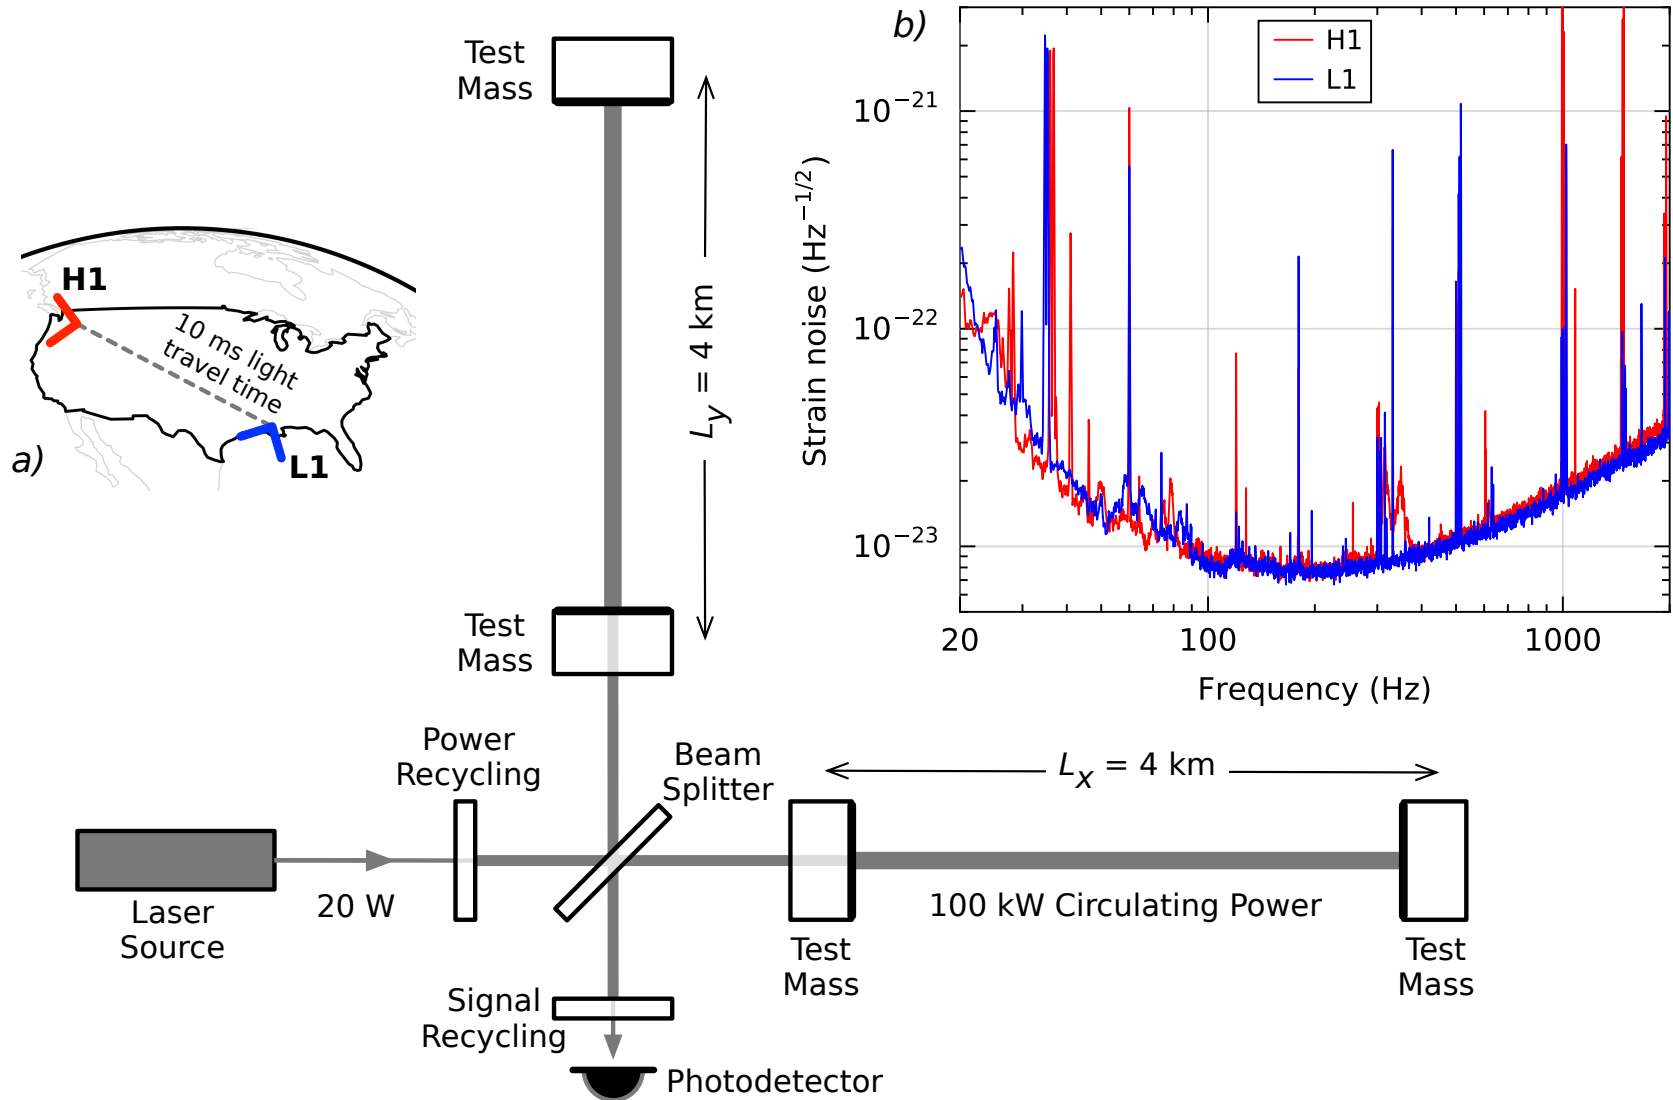 Test
Mass
L_y = 4 km
H1
10 ms light
travel time
L1
a)
b)
H1
L1
Strain noise (Hz^{−1/2})
10^{−21}
10^{−22}
10^{−23}
20
100
1000
Frequency (Hz)
Test
Mass
Power
Recycling
Beam
Splitter
L_x = 4 km
Laser
Source
20 W
100 kW Circulating Power
Test
Mass
Test
Mass
Signal
Recycling
Photodetector